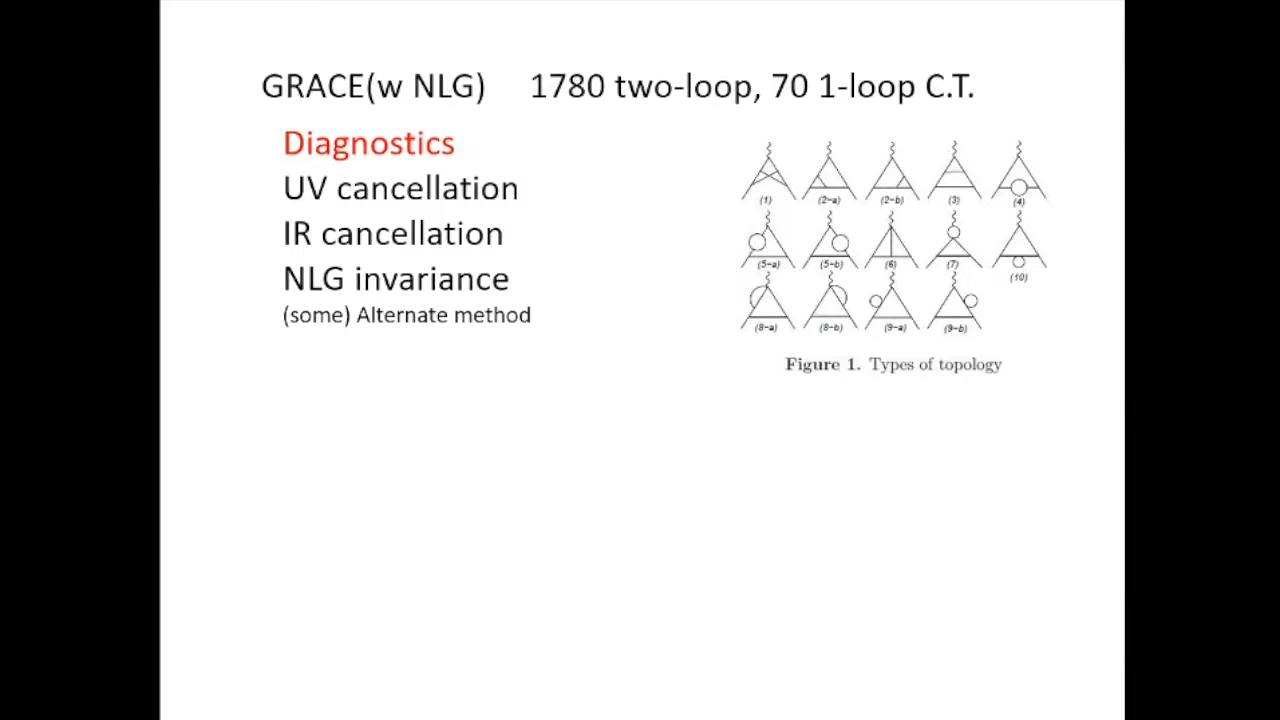 GRACE(w NLG) 1780 two-loop, 70 1-loop C.T.
Diagnostics
UV cancellation
IR cancellation
NLG invariance
(some) Alternate method
(1) (2-a) (2-b) (3) (4)
(5-a) (5-b) (6) (7) (10)
(8-a) (8-b) (9-a) (9-b)
Figure 1. Types of topology